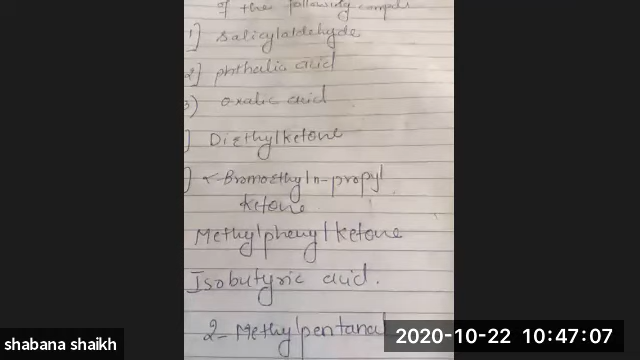 of the following compds
1] Salicylaldehyde
2] phthalic acid
3) oxalic acid
] Diethylketone
] α-Bromoethyl n-propyl
ketone
Methylphenylketone
Isobutyric acid.
2-Methylpentanal
shabana shaikh
2020-10-22 10:47:07